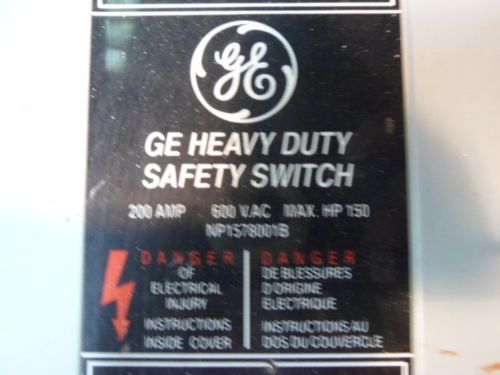 GE
GE HEAVY DUTY
SAFETY SWITCH
200 AMP 600 V.AC MAX. HP 150
NP1578001B
DANGER
OF
ELECTRICAL
INJURY
INSTRUCTIONS
INSIDE COVER
DANGER
DE BLESSURES
D'ORIGINE
ELECTRIQUE
INSTRUCTIONS/AU
DOS DU COUVERCLE